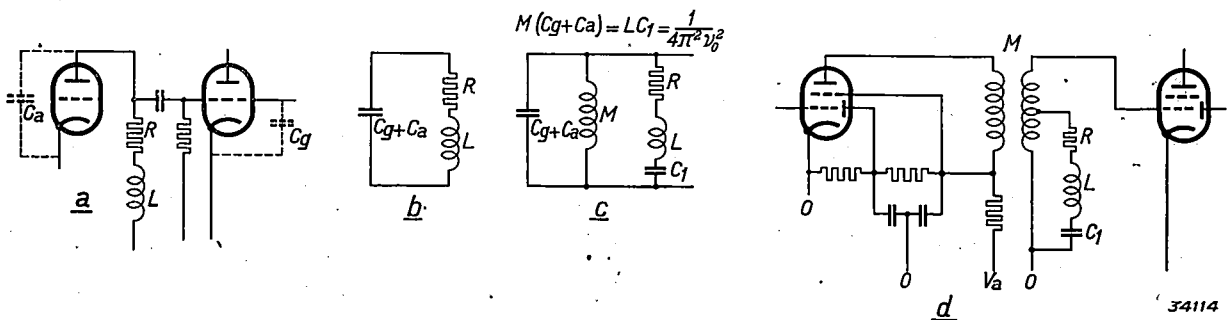 M(Cg+Ca) = LC1 = 1/4π²ν0²
Ca
R
L
Cg
a
Cg+Ca
R
L
b
Cg+Ca
M
R
L
C1
c
M
R
L
C1
0
0
Va
0
d
34114